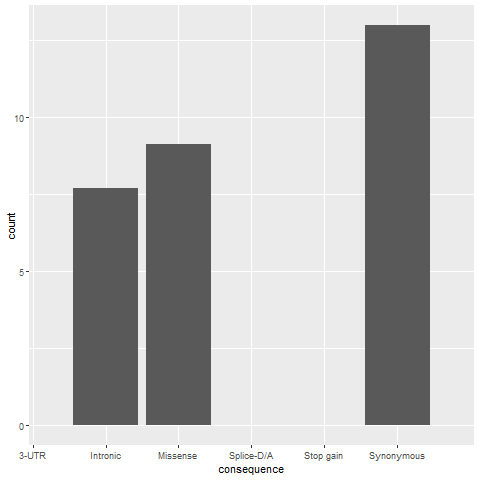 count
10
5
0
3-UTR Intronic Missense Splice-D/A Stop gain Synonymous
consequence